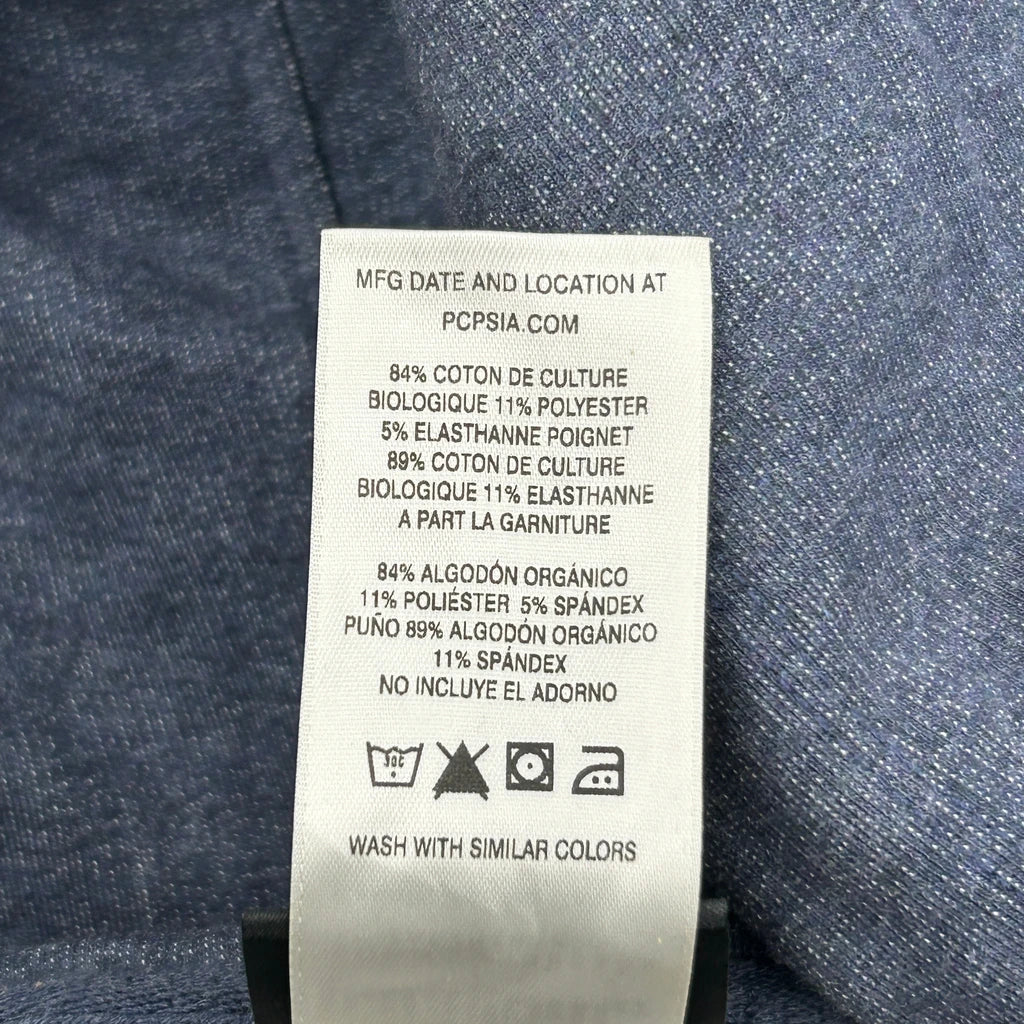 MFG DATE AND LOCATION AT
PCPSIA.COM
84% COTON DE CULTURE
BIOLOGIQUE 11% POLYESTER
5% ELASTHANNE POIGNET
89% COTON DE CULTURE
BIOLOGIQUE 11% ELASTHANNE
A PART LA GARNITURE
84% ALGODÓN ORGÁNICO
11% POLIÉSTER 5% SPÁNDEX
PUÑO 89% ALGODÓN ORGÁNICO
11% SPÁNDEX
NO INCLUYE EL ADORNO
30C
WASH WITH SIMILAR COLORS